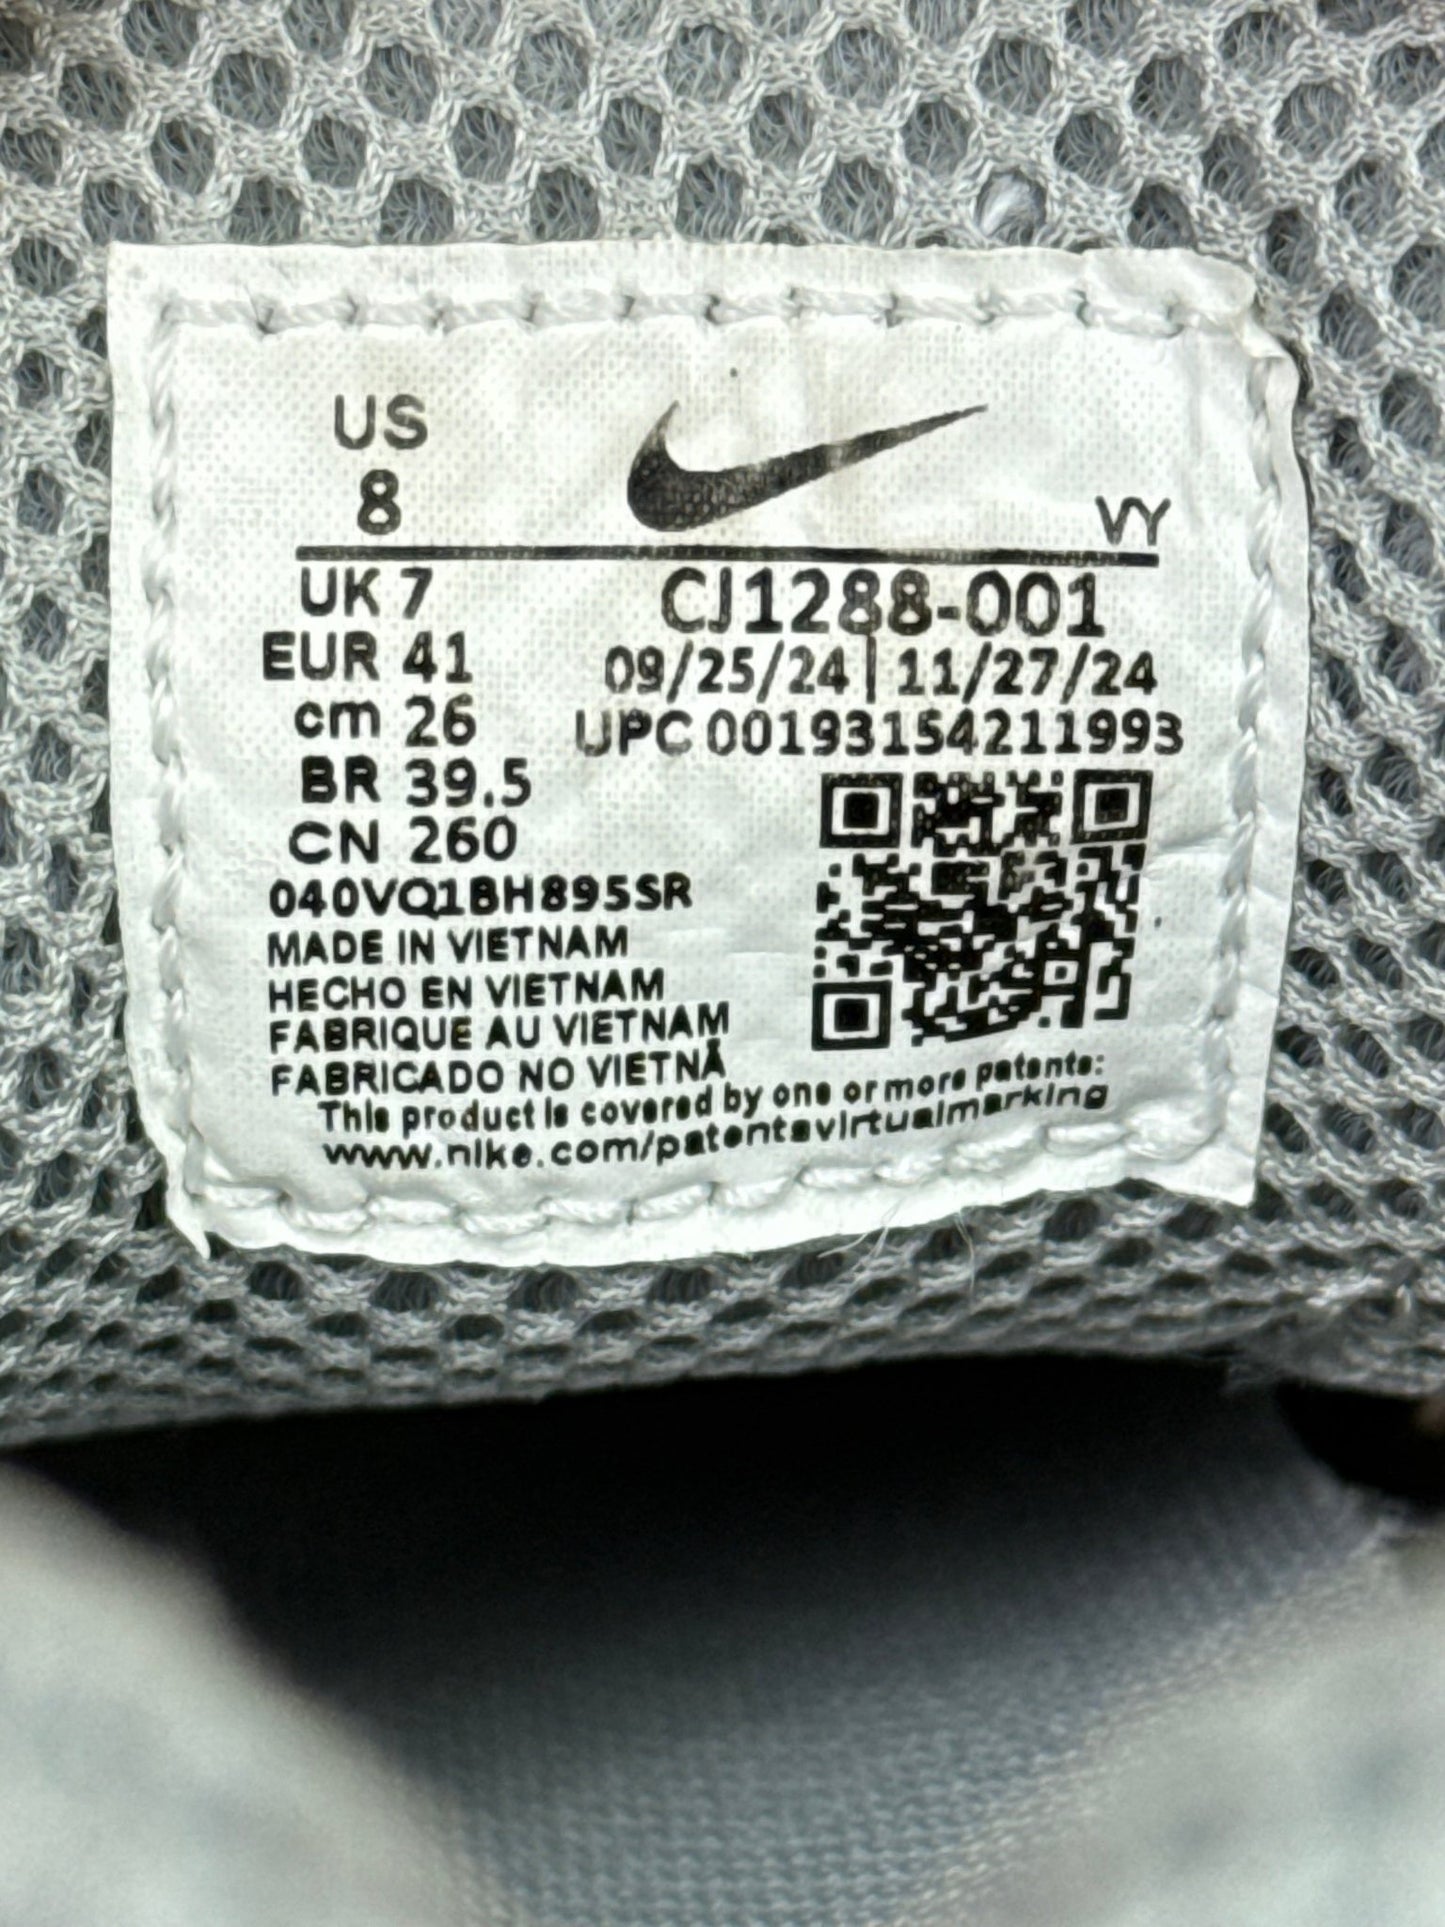 US
8
VY
UK 7
CJ1288-001
EUR 41
09/25/24 | 11/27/24
cm 26
UPC 00193154211993
BR 39.5
CN 260
040VQ1BH895SR
MADE IN VIETNAM
HECHO EN VIETNAM
FABRIQUE AU VIETNAM
FABRICADO NO VIETNÃ
This product is covered by one or more patents:
www.nike.com/patentsvirtualmarking